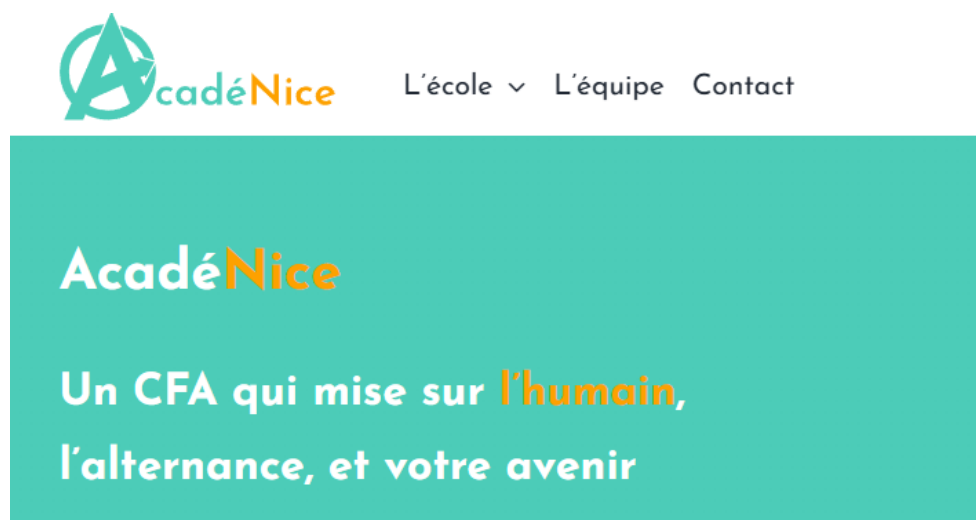 AcadéNice
L'école L'équipe Contact
AcadéNice
Un CFA qui mise sur l'humain,
l'alternance, et votre avenir